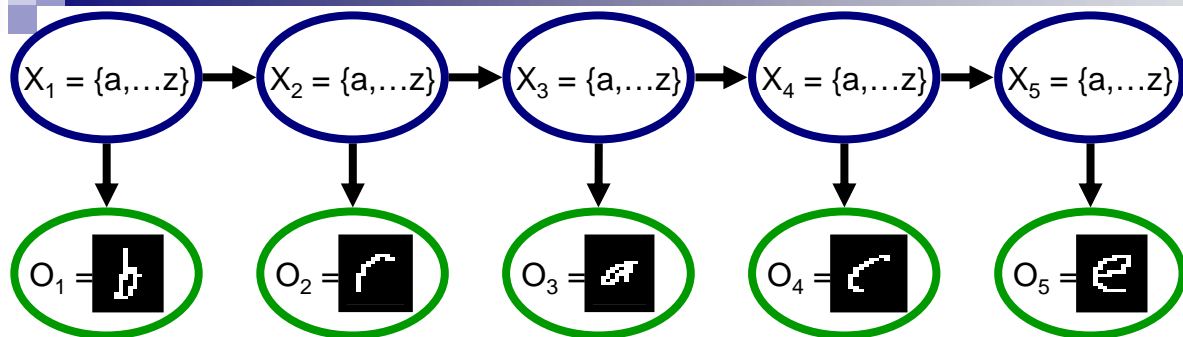 X₁ = {a,…z} X₂ = {a,…z} X₃ = {a,…z} X₄ = {a,…z} X₅ = {a,…z}
O₁ = b O₂ = r O₃ = a O₄ = c O₅ = e